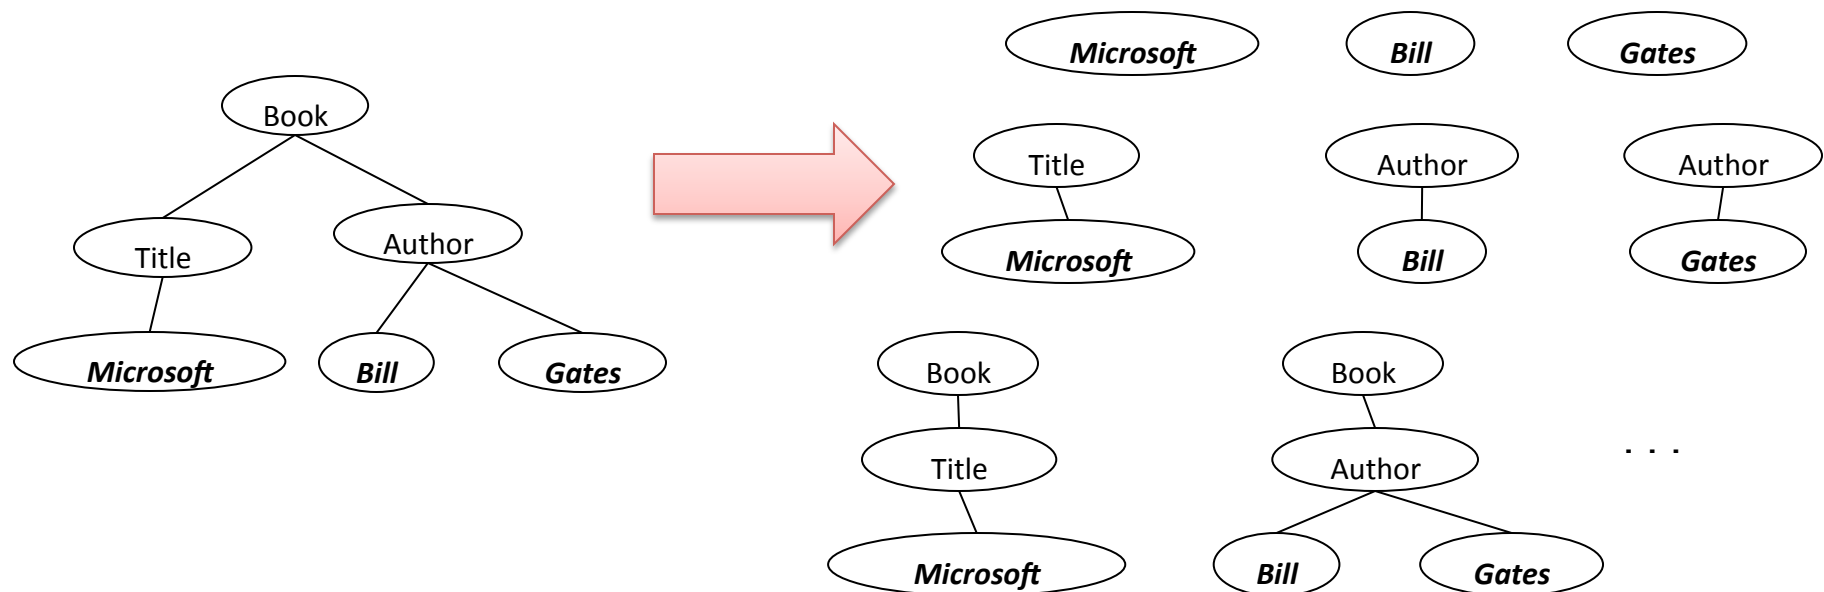 Book
Title
Author
Microsoft
Bill
Gates
Microsoft
Bill
Gates
Title
Author
Author
Microsoft
Bill
Gates
Book
Book
Title
Author
. . .
Microsoft
Bill
Gates